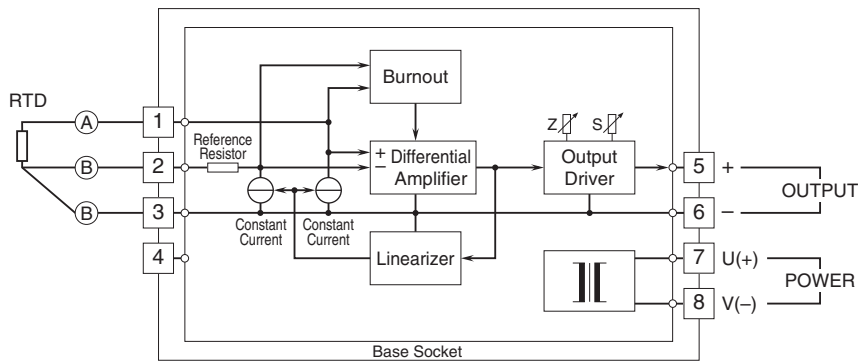 RTD
A
B
B
1
2
3
4
Reference
Resistor
Burnout
+
−
Differential
Amplifier
Constant
Current
Constant
Current
Linearizer
Z
S
Output
Driver
5 +
6 −
OUTPUT
7 U(+)
8 V(−)
POWER
Base Socket